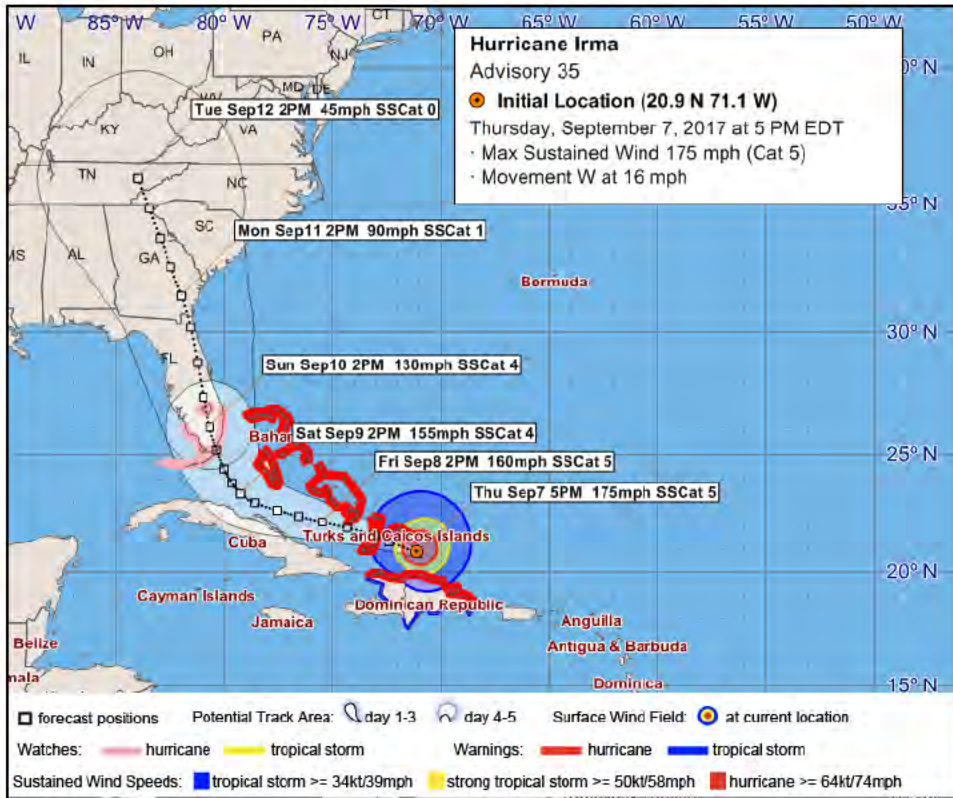 W 80° W 75° W 70° W 65° W 60° W 55° W 50° W
CT
PA
NJ
OH
IL
IN
MD DE
Hurricane Irma
Advisory 35
Initial Location (20.9 N 71.1 W)
Thursday, September 7, 2017 at 5 PM EDT
· Max Sustained Wind 175 mph (Cat 5)
· Movement W at 16 mph
Tue Sep12 2PM 45mph SSCat 0
KY
VA
TN
NC
35° N
SC
Mon Sep11 2PM 90mph SSCat 1
MS
AL
GA
Bermuda
30° N
FL
Sun Sep10 2PM 130mph SSCat 4
Bahar
Sat Sep9 2PM 155mph SSCat 4
25° N
Fri Sep8 2PM 160mph SSCat 5
Thu Sep7 5PM 175mph SSCat 5
Turks and Caicos Islands
Cuba
20° N
Cayman Islands
Dominican Republic
Jamaica
Anguilla
Belize
Antigua & Barbuda
mala
Dominica
15° N
forecast positions Potential Track Area: day 1-3 day 4-5 Surface Wind Field: at current location
Watches: hurricane tropical storm Warnings: hurricane tropical storm
Sustained Wind Speeds: tropical storm >= 34kt/39mph strong tropical storm >= 50kt/58mph hurricane >= 64kt/74mph